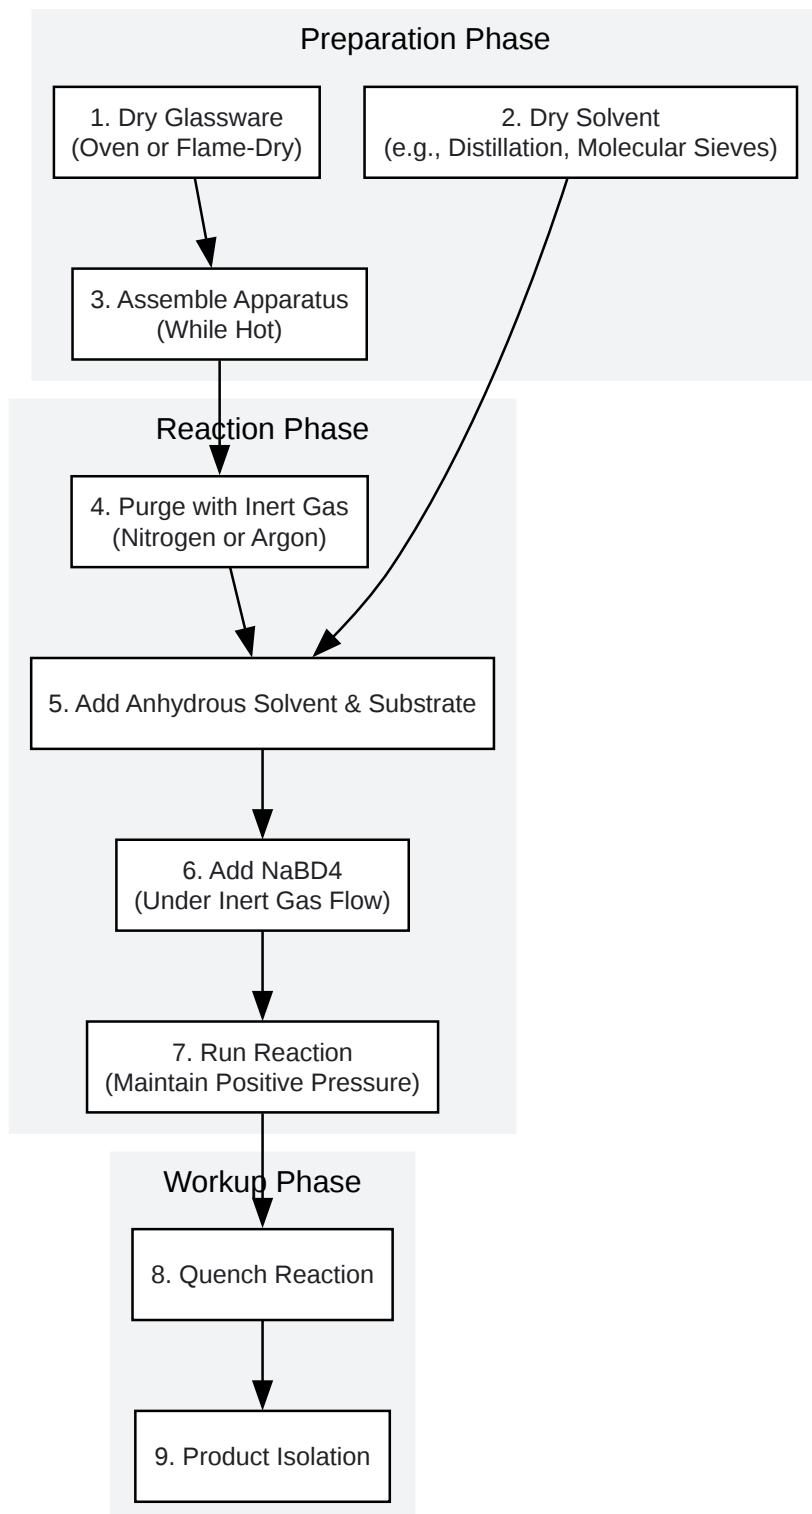 Preparation Phase
1. Dry Glassware
(Oven or Flame-Dry)
2. Dry Solvent
(e.g., Distillation, Molecular Sieves)
3. Assemble Apparatus
(While Hot)
Reaction Phase
4. Purge with Inert Gas
(Nitrogen or Argon)
5. Add Anhydrous Solvent & Substrate
6. Add NaBD4
(Under Inert Gas Flow)
7. Run Reaction
(Maintain Positive Pressure)
Workup Phase
8. Quench Reaction
9. Product Isolation